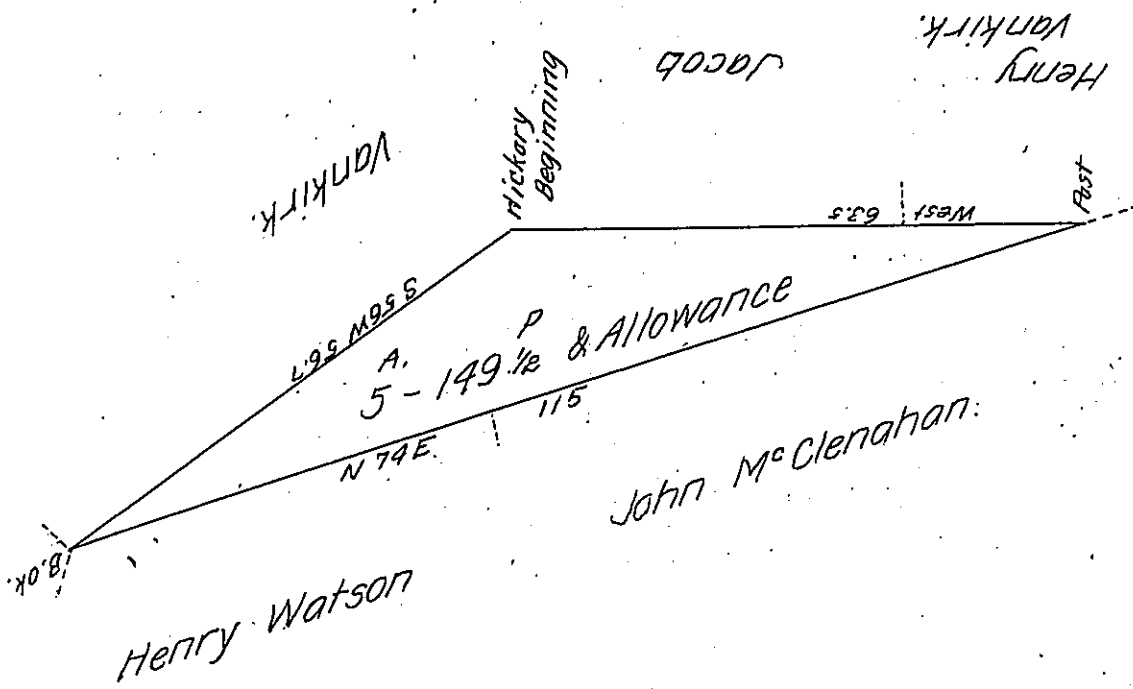 Henry
Vankirk.
Jacob
Vankirk.
Hickory
Beginning
Post
West 63.5
S 56W 56.7
A. P
5 - 149 1/2 & Allowance
N 74E. 115
B.Ok.
John McClenahan.
Henry Watson